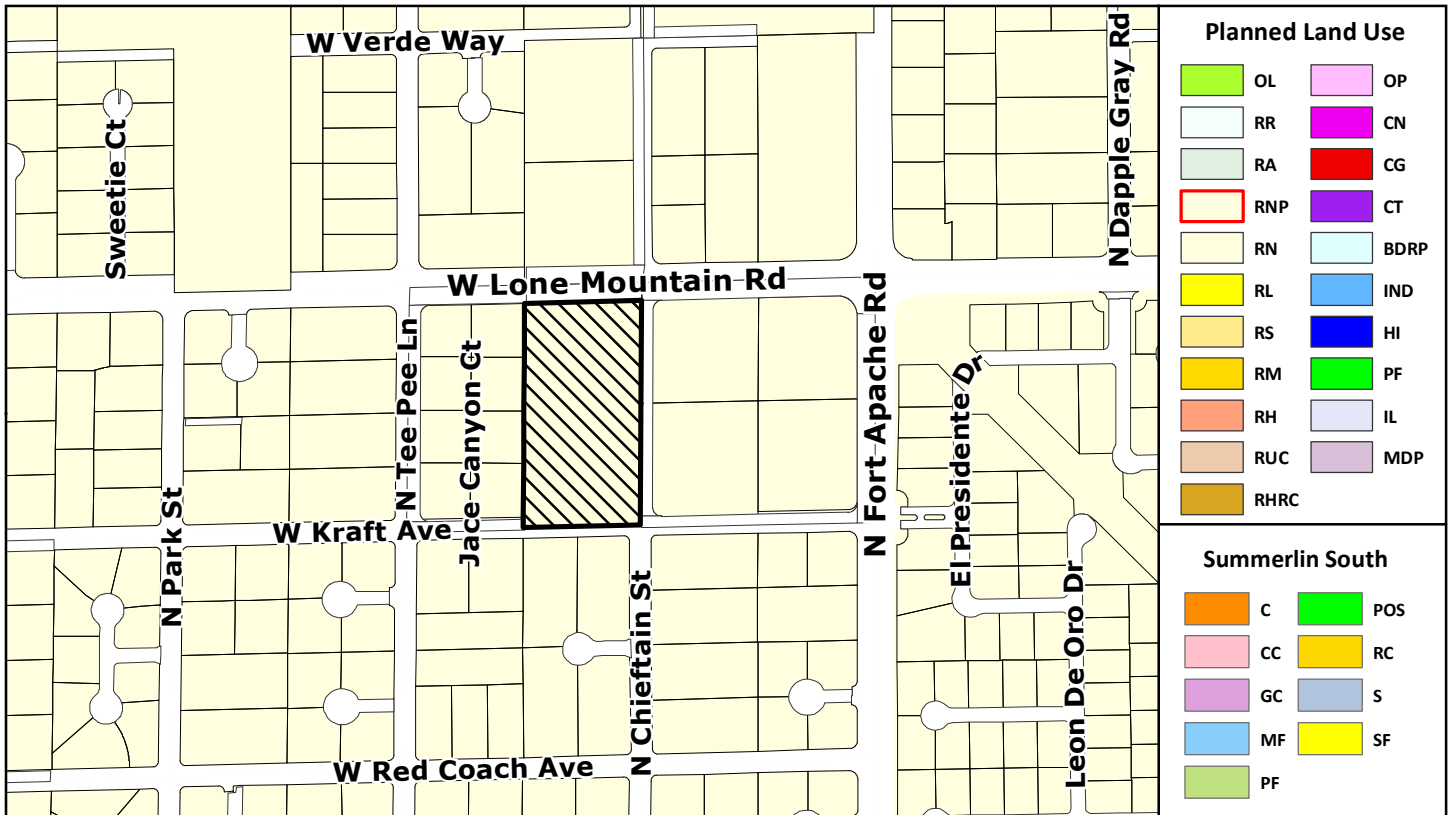 W Verde Way
Sweetie Ct
N Dapple Gray Rd
W Lone Mountain Rd
N Tee Pee Ln
Jace Canyon Ct
N Fort Apache Rd
El Presidente Dr
N Park St
W Kraft Ave
N Chieftain St
Leon De Oro Dr
W Red Coach Ave
Planned Land Use
OL OP
RR CN
RA CG
RNP CT
RN BDRP
RL IND
RS HI
RM PF
RH IL
RUC MDP
RHRC
Summerlin South
C POS
CC RC
GC S
MF SF
PF